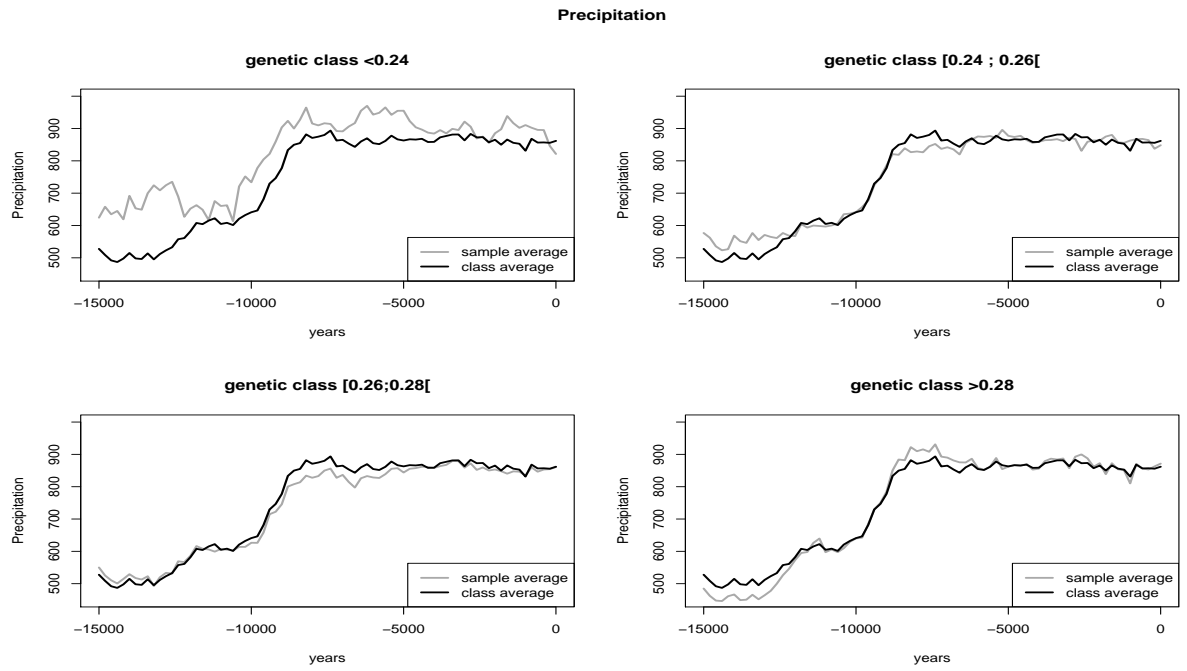 Precipitation
genetic class <0.24
Precipitation
900
800
700
600
500
sample average
class average
−15000 −10000 −5000 0
years
genetic class [0.24 ; 0.26[
Precipitation
900
800
700
600
500
sample average
class average
−15000 −10000 −5000 0
years
genetic class [0.26;0.28[
Precipitation
900
800
700
600
500
sample average
class average
−15000 −10000 −5000 0
years
genetic class >0.28
Precipitation
900
800
700
600
500
sample average
class average
−15000 −10000 −5000 0
years